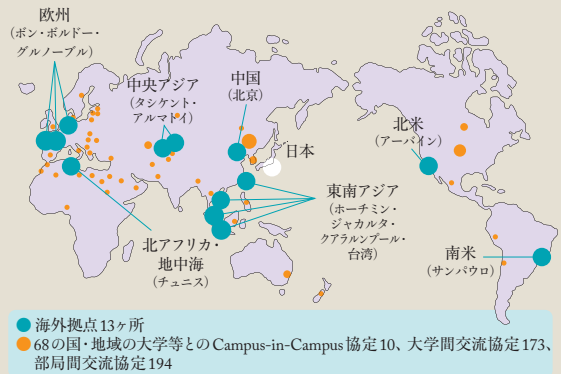 欧州
(ボン・ボルドー・
グルノーブル)
中央アジア
(タシケント・
アルマトイ)
中国
(北京)
日本
北米
(アーバイン)
東南アジア
(ホーチミン・
ジャカルタ・
クアラルンプール・
台湾)
北アフリカ・
地中海
(チュニス)
南米
(サンパウロ)
海外拠点13ヶ所
68の国・地域の大学等とのCampus-in-Campus協定10、大学間交流協定173、
部局間交流協定194